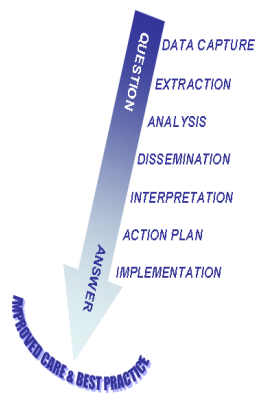 QUESTION
DATA CAPTURE
EXTRACTION
ANALYSIS
DISSEMINATION
INTERPRETATION
ACTION PLAN
IMPLEMENTATION
ANSWER
IMPROVED CARE & BEST PRACTICE